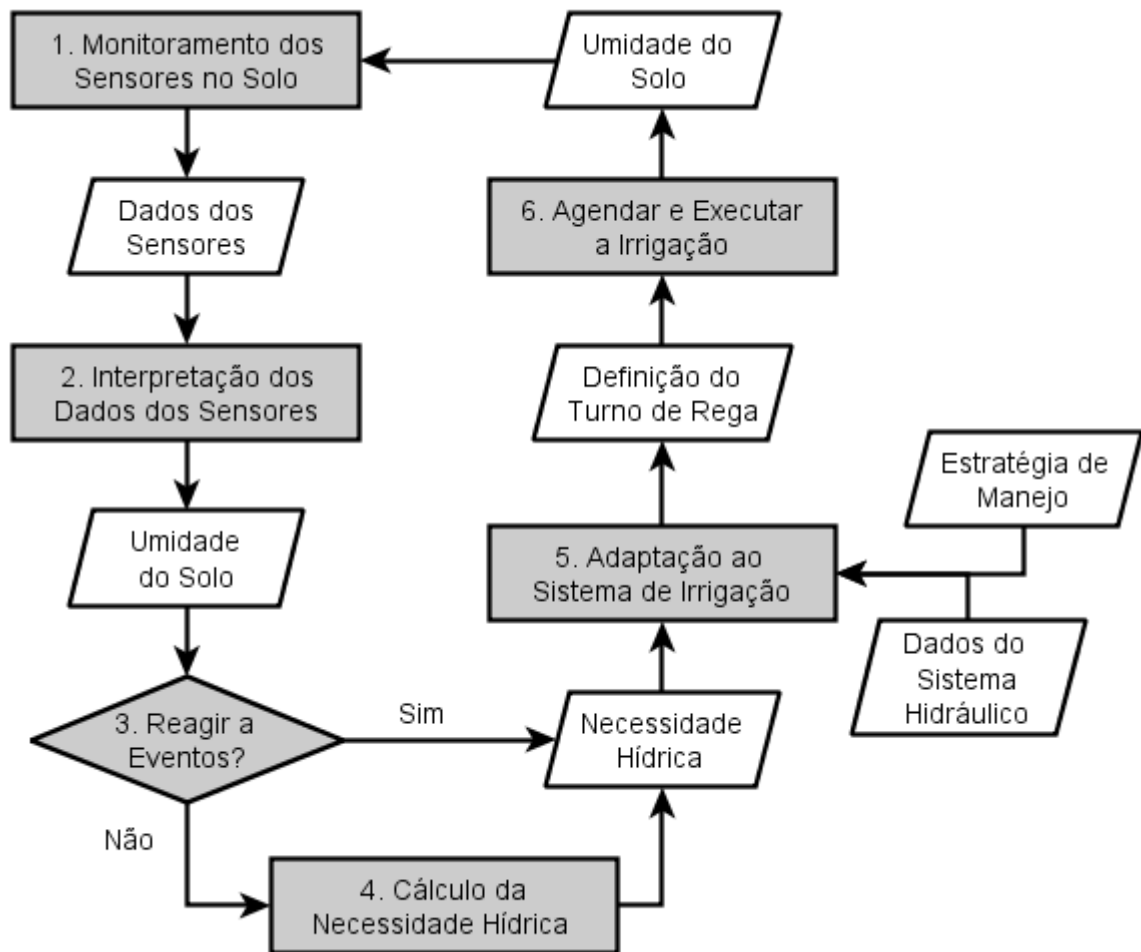 1. Monitoramento dos
Sensores no Solo
Umidade do
Solo
Dados dos
Sensores
6. Agendar e Executar
a Irrigação
2. Interpretação dos
Dados dos Sensores
Definição do
Turno de Rega
Estratégia de
Manejo
Umidade
do Solo
5. Adaptação ao
Sistema de Irrigação
Dados do
Sistema
Hidráulico
3. Reagir a
Eventos?
Sim
Necessidade
Hídrica
Não
4. Cálculo da
Necessidade Hídrica